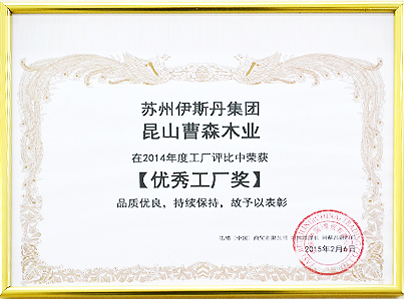 苏州伊斯丹集团
昆山曹森木业
在2014年度工厂评比中荣获
【优秀工厂奖】
品质优良，持续保持，故予以表彰
2015年2月6日